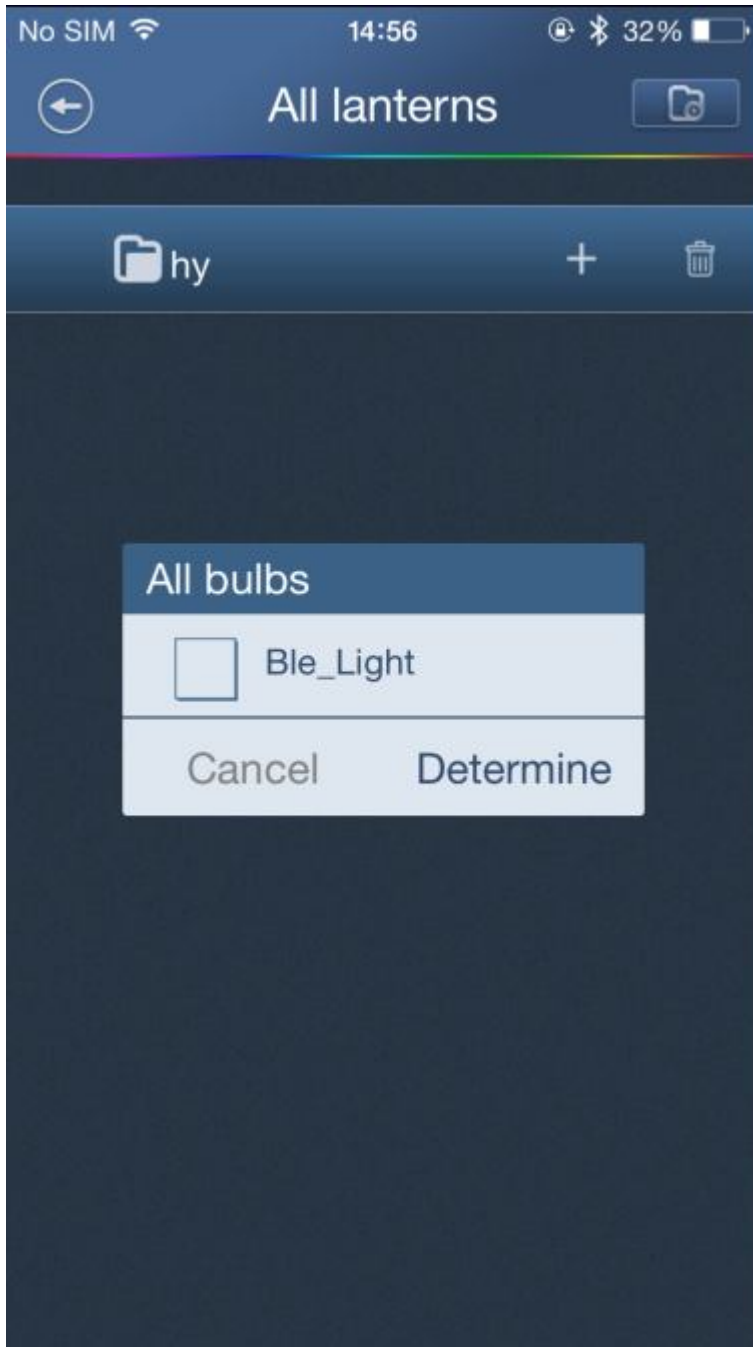 No SIM 14:56 32%
All lanterns
hy
All bulbs
Ble_Light
Cancel Determine